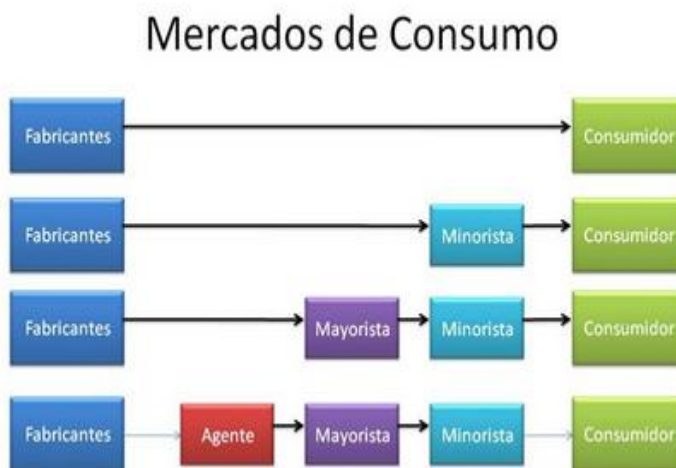 Mercados de Consumo
Fabricantes Consumidor
Fabricantes Minorista Consumidor
Fabricantes Mayorista Minorista Consumidor
Fabricantes Agente Mayorista Minorista Consumidor